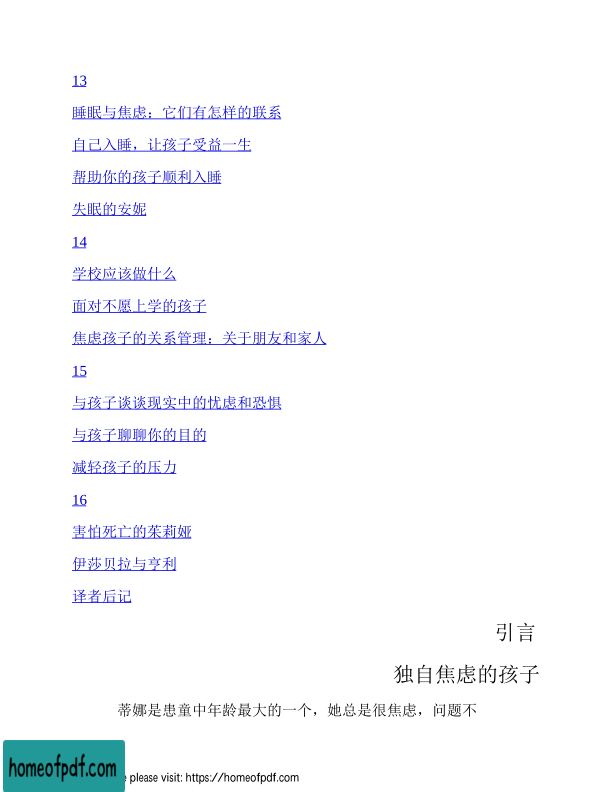 13
睡眠与焦虑：它们有怎样的联系
自己入睡，让孩子受益一生
帮助你的孩子顺利入睡
失眠的安妮
14
学校应该做什么
面对不愿上学的孩子
焦虑孩子的关系管理：关于朋友和家人
15
与孩子谈谈现实中的忧虑和恐惧
与孩子聊聊你的目的
减轻孩子的压力
16
害怕死亡的茱莉娅
伊莎贝拉与亨利
译者后记
引言
独自焦虑的孩子
蒂娜是患童中年龄最大的一个，她总是很焦虑，问题不
homeofpdf.com
please visit: https://homeofpdf.com